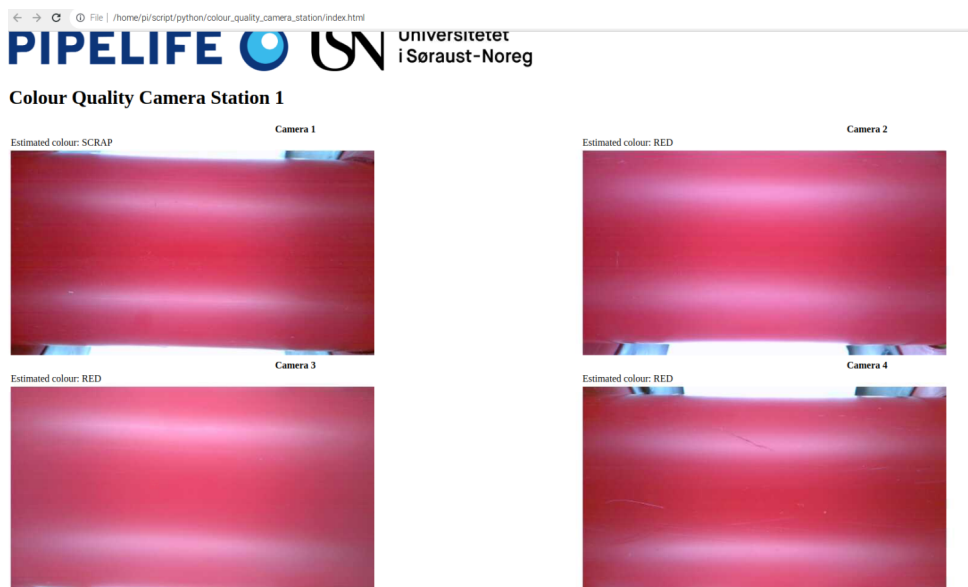 File | /home/pi/script/python/colour_quality_camera_station/index.html
PIPELIFE USN Universitetet
i Søraust-Noreg
Colour Quality Camera Station 1
Camera 1
Estimated colour: SCRAP
Camera 2
Estimated colour: RED
Camera 3
Estimated colour: RED
Camera 4
Estimated colour: RED